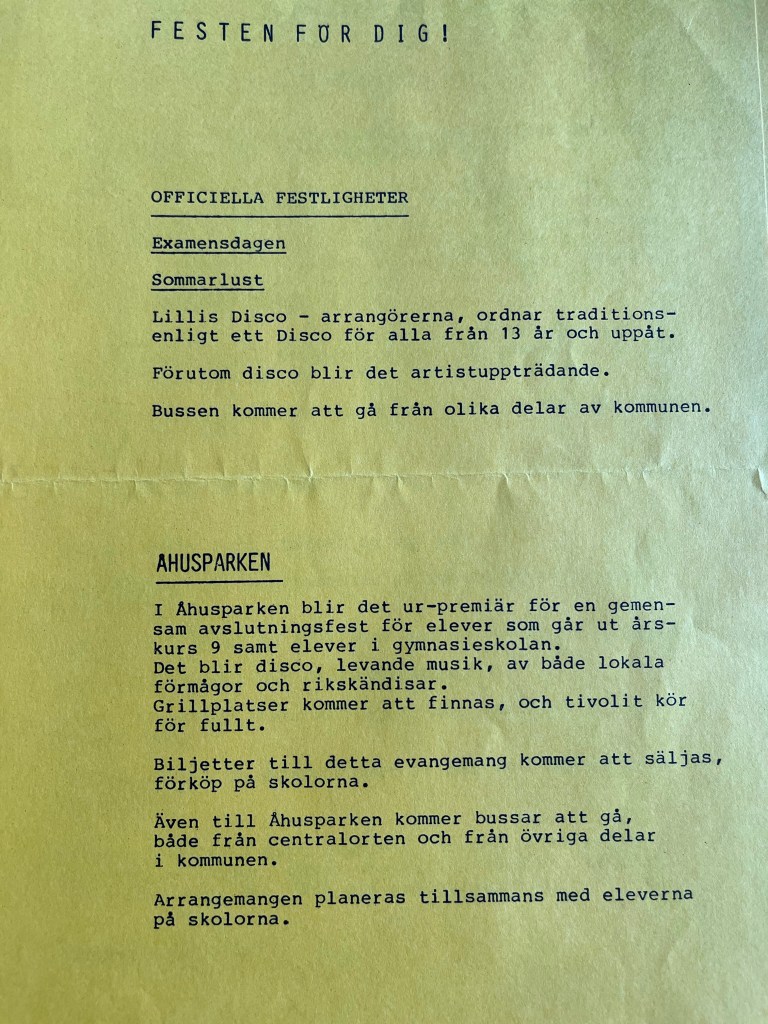 FESTEN FÖR DIG!
OFFICIELLA FESTLIGHETER
Examensdagen
Sommarlust
Lillis Disco - arrangörerna, ordnar traditions-
enligt ett Disco för alla från 13 år och uppåt.
Förutom disco blir det artistuppträdande.
Bussen kommer att gå från olika delar av kommunen.
ÅHUSPARKEN
I Åhusparken blir det ur-premiär för en gemen-
sam avslutningsfest för elever som går ut års-
kurs 9 samt elever i gymnasieskolan.
Det blir disco, levande musik, av både lokala
förmågor och rikskändisar.
Grillplatser kommer att finnas, och tivolit kör
för fullt.
Biljetter till detta evangemang kommer att säljas,
förköp på skolorna.
Även till Åhusparken kommer bussar att gå,
både från centralorten och från övriga delar
i kommunen.
Arrangemangen planeras tillsammans med eleverna
på skolorna.